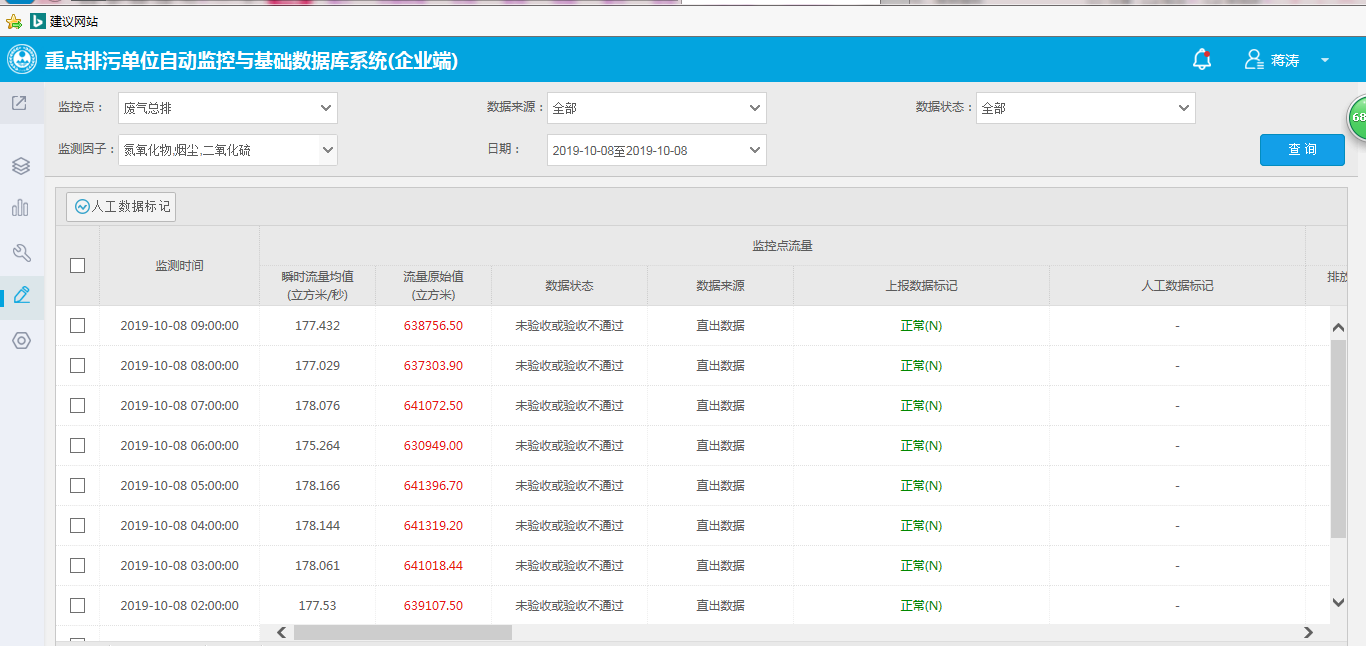 建议网站
重点排污单位自动监控与基础数据库系统(企业端)
蒋涛
监控点： 废气总排 数据来源： 全部 数据状态： 全部
68
监测因子： 氮氧化物,烟尘,二氧化硫 日期： 2019-10-08至2019-10-08 查 询
人工数据标记
监测时间 监控点流量
瞬时流量均值 (立方米/秒) 流量原始值 (立方米) 数据状态 数据来源 上报数据标记 人工数据标记 排放
2019-10-08 09:00:00 177.432 638756.50 未验收或验收不通过 直出数据 正常(N) -
2019-10-08 08:00:00 177.029 637303.90 未验收或验收不通过 直出数据 正常(N) -
2019-10-08 07:00:00 178.076 641072.50 未验收或验收不通过 直出数据 正常(N) -
2019-10-08 06:00:00 175.264 630949.00 未验收或验收不通过 直出数据 正常(N) -
2019-10-08 05:00:00 178.166 641396.70 未验收或验收不通过 直出数据 正常(N) -
2019-10-08 04:00:00 178.144 641319.20 未验收或验收不通过 直出数据 正常(N) -
2019-10-08 03:00:00 178.061 641018.44 未验收或验收不通过 直出数据 正常(N) -
2019-10-08 02:00:00 177.53 639107.50 未验收或验收不通过 直出数据 正常(N) -